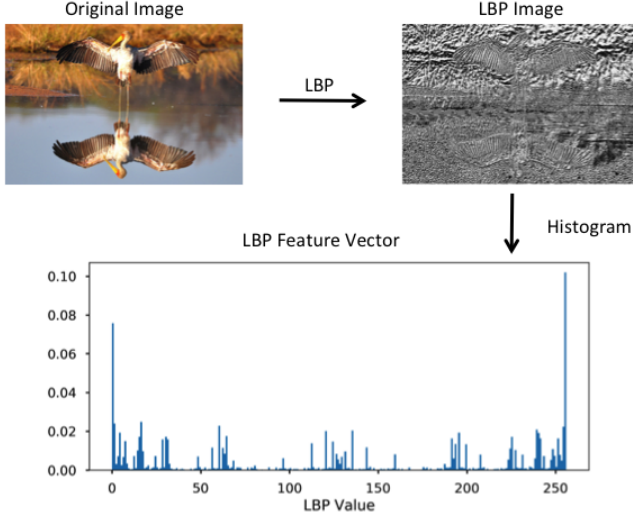 Original Image
LBP Image
LBP
Histogram
LBP Feature Vector
0.10
0.08
0.06
0.04
0.02
0.00
0 50 100 150 200 250
LBP Value